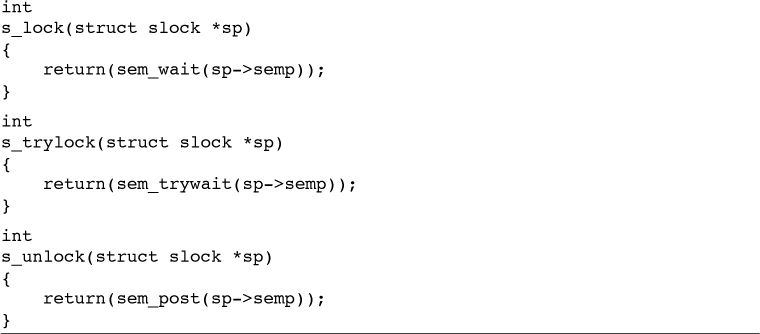 int
s_lock(struct slock *sp)
{
    return(sem_wait(sp->semp));
}
int
s_trylock(struct slock *sp)
{
    return(sem_trywait(sp->semp));
}
int
s_unlock(struct slock *sp)
{
    return(sem_post(sp->semp));
}